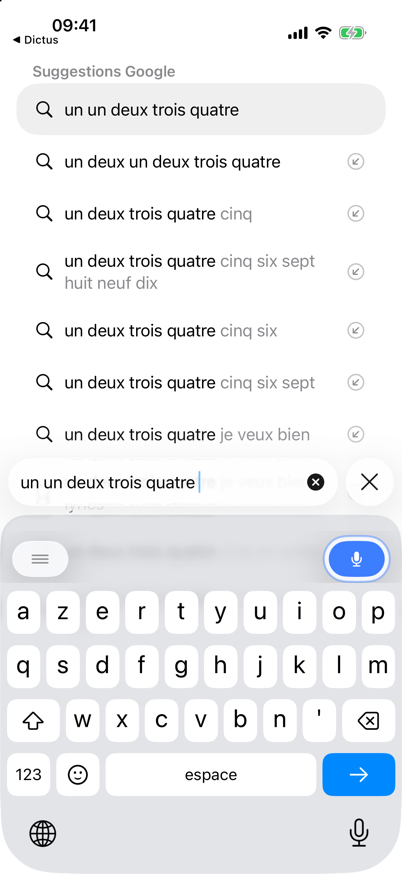 09:41
◀ Dictus
Suggestions Google
un un deux trois quatre
un deux un deux trois quatre
un deux trois quatre cinq
un deux trois quatre cinq six sept
huit neuf dix
un deux trois quatre cinq six
un deux trois quatre cinq six sept
un deux trois quatre je veux bien
un un deux trois quatre
lyrics
a z e r t y u i o p
q s d f g h j k l m
w x c v b n '
123 espace